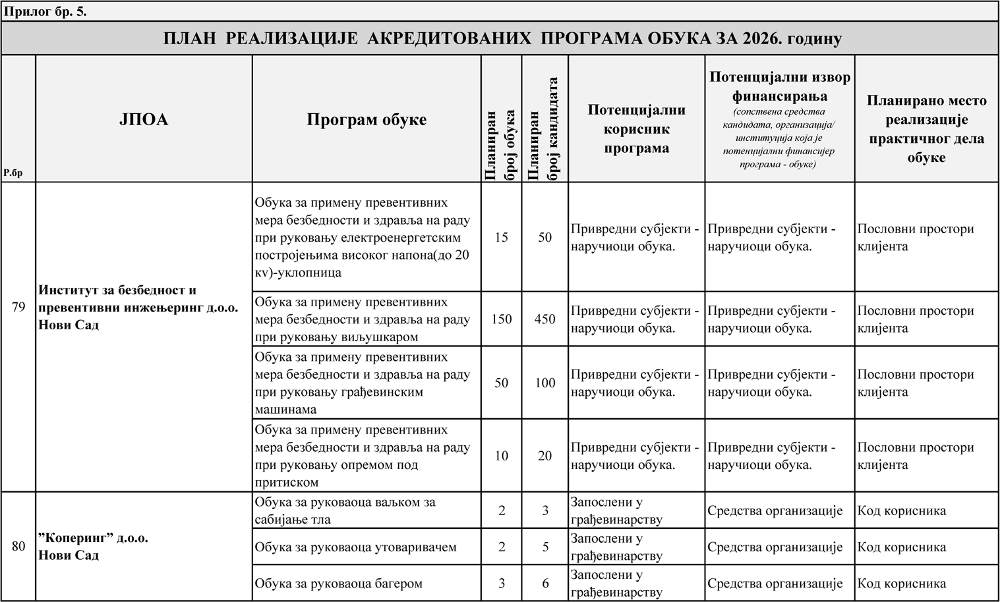 Прилог бр. 5.
ПЛАН РЕАЛИЗАЦИЈЕ АКРЕДИТОВАНИХ ПРОГРАМА ОБУКА ЗА 2026. годину
Р.бр
ЈПОА
Програм обуке
Планиран
број обука
Планиран
број кандидата
Потенцијални
корисник
програма
Потенцијални извор
финансирања
(сопствена средства
кандидата, организација/
институција која је
потенцијални финансијер
програма - обуке)
Планирано место
реализације
практичног дела
обуке
79
Институт за безбедност и
превентивни инжењеринг д.о.о.
Нови Сад
Обука за примену превентивних
мера безбедности и здравља на раду
при руковању електроенергетским
постројењима високог напона(до 20
кv)-уклопница
15
50
Привредни субјекти -
наручиоци обука.
Привредни субјекти -
наручиоци обука.
Пословни простори
клијента
Обука за примену превентивних
мера безбедности и здравља на раду
при руковању виљушкаром
150
450
Привредни субјекти -
наручиоци обука.
Привредни субјекти -
наручиоци обука.
Пословни простори
клијента
Обука за примену превентивних
мера безбедности и здравља на раду
при руковању грађевинским
машинама
50
100
Привредни субјекти -
наручиоци обука.
Привредни субјекти -
наручиоци обука.
Пословни простори
клијента
Обука за примену превентивних
мера безбедности и здравља на раду
при руковању опремом под
притиском
10
20
Привредни субјекти -
наручиоци обука.
Привредни субјекти -
наручиоци обука.
Пословни простори
клијента
80
”Коперинг” д.о.о.
Нови Сад
Обука за руковаоца ваљком за
сабијање тла
2
3
Запослени у
грађевинарству
Средства организације
Код корисника
Обука за руковаоца утоваривачем
2
5
Запослени у
грађевинарству
Средства организације
Код корисника
Обука за руковаоца багером
3
6
Запослени у
грађевинарству
Средства организације
Код корисника